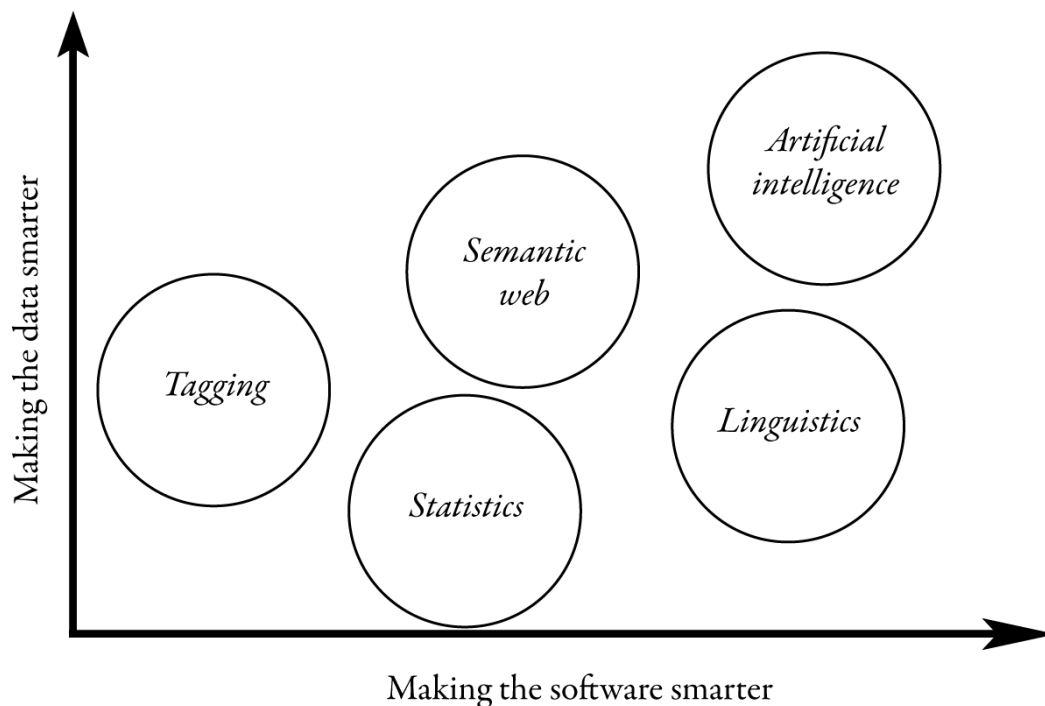 Artificial
intelligence
Semantic
web
Tagging
Linguistics
Statistics
Making the data smarter
Making the software smarter